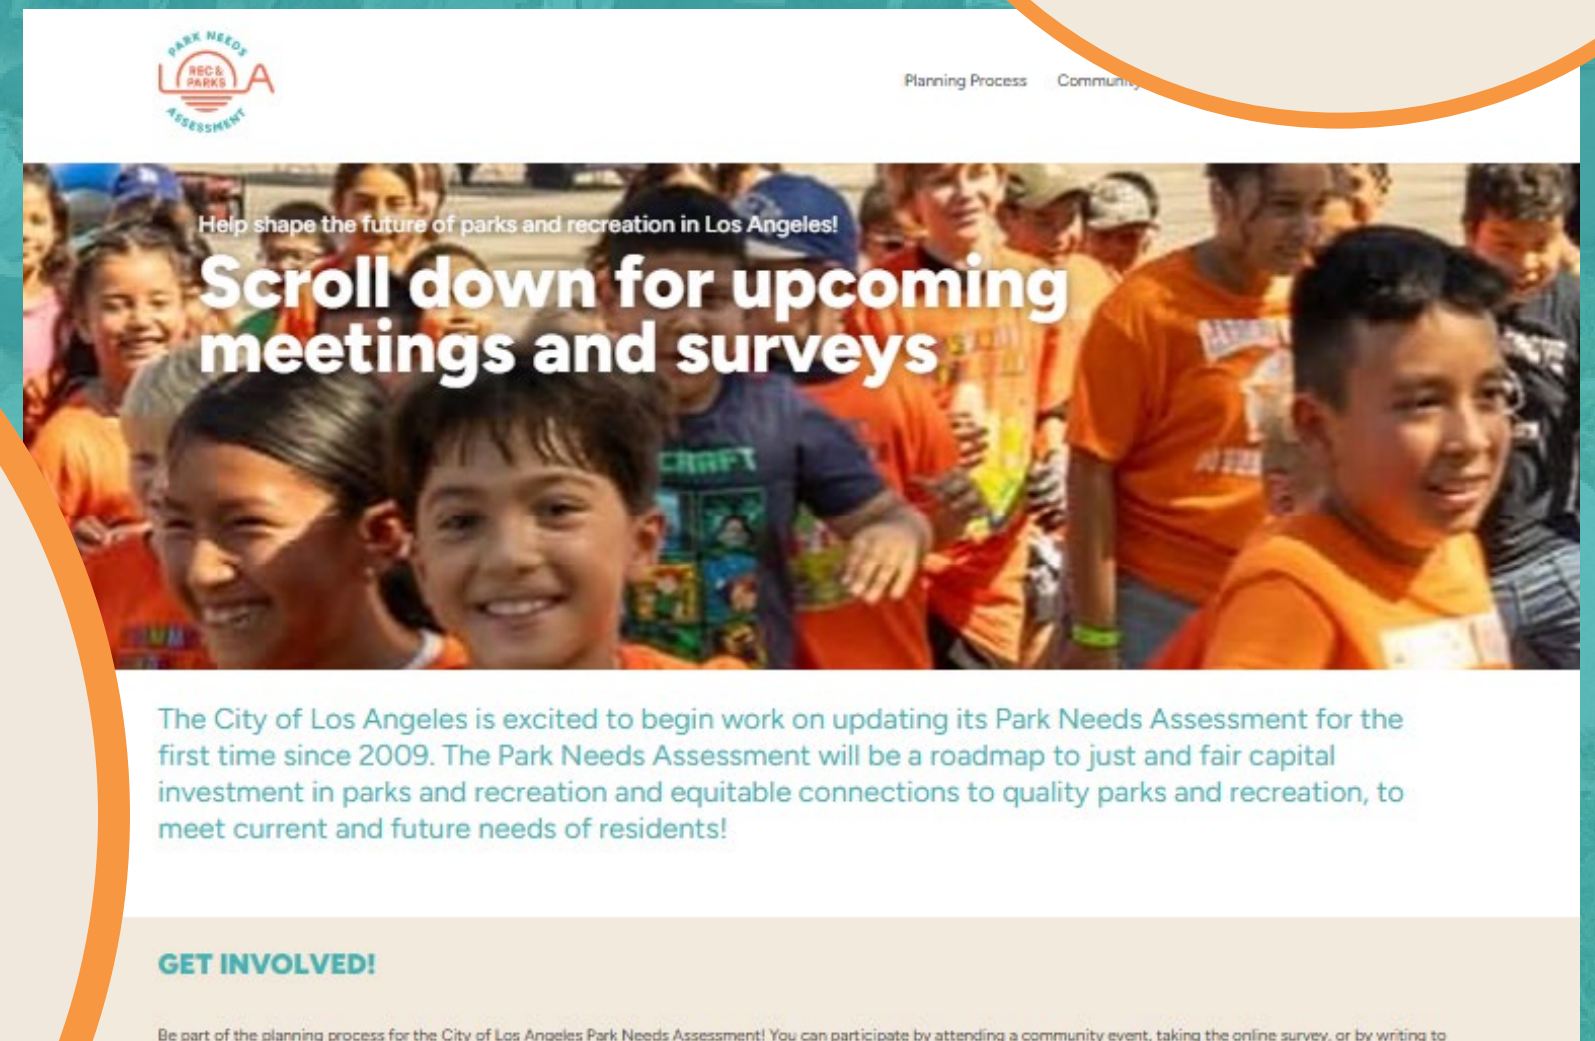 PARK NEEDS
L A
REC &
PARKS
ASSESSMENT
Planning Process Community
Help shape the future of parks and recreation in Los Angeles!
Scroll down for upcoming
meetings and surveys
CRAFT
The City of Los Angeles is excited to begin work on updating its Park Needs Assessment for the
first time since 2009. The Park Needs Assessment will be a roadmap to just and fair capital
investment in parks and recreation and equitable connections to quality parks and recreation, to
meet current and future needs of residents!
GET INVOLVED!
Be part of the planning process for the City of Los Angeles Park Needs Assessment! You can participate by attending a community event, taking the online survey, or by writing to